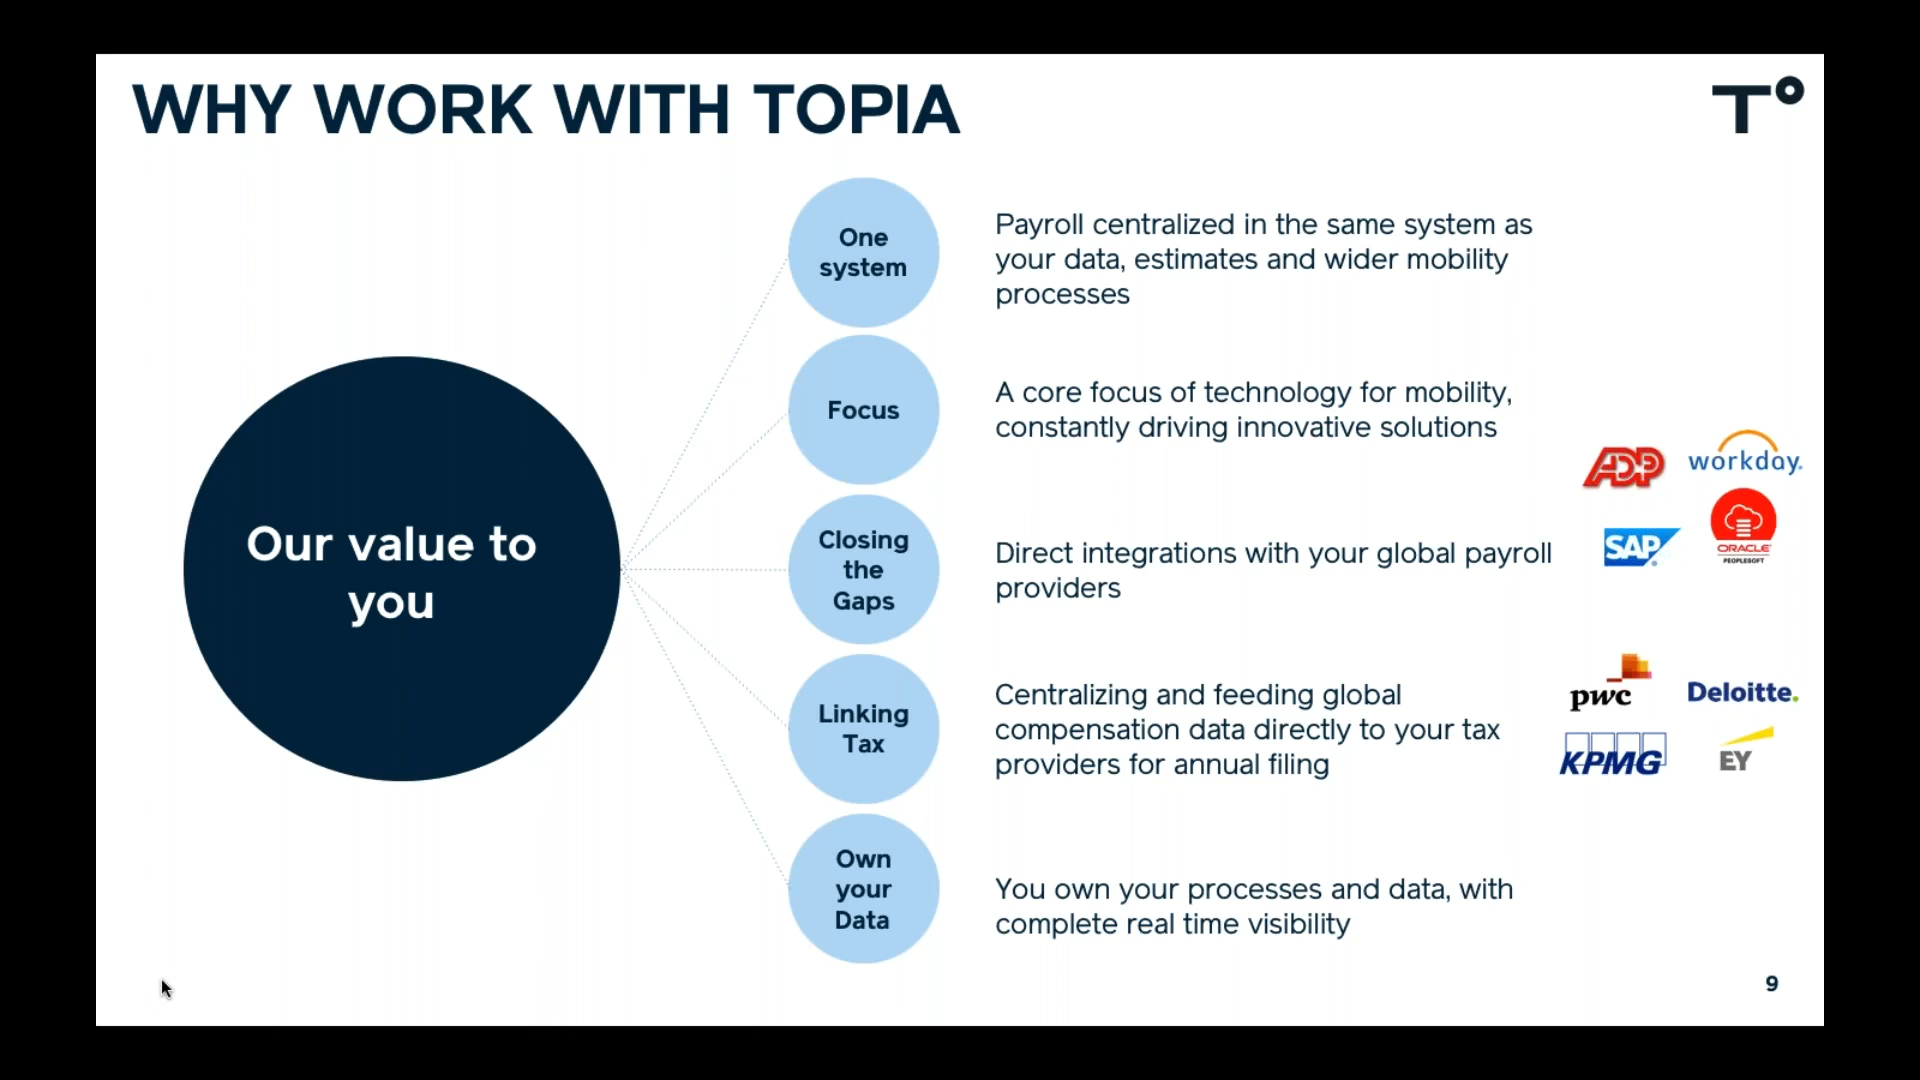 WHY WORK WITH TOPIA
T°
Our value to
you
One
system
Payroll centralized in the same system as
your data, estimates and wider mobility
processes
Focus
A core focus of technology for mobility,
constantly driving innovative solutions
Closing
the
Gaps
Direct integrations with your global payroll
providers
ADP
workday.
SAP
ORACLE
PEOPLESOFT
Linking
Tax
Centralizing and feeding global
compensation data directly to your tax
providers for annual filing
pwc
Deloitte.
KPMG
EY
Own
your
Data
You own your processes and data, with
complete real time visibility
9